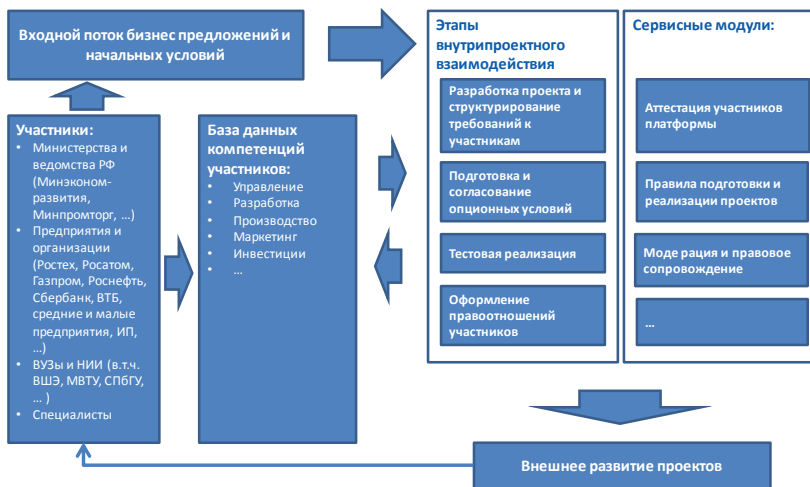 Входной поток бизнес предложений и
начальных условий
Участники:
• Министерства и
ведомства РФ
(Минэконом-
развития,
Минпромторг, …)
• Предприятия и
организации
(Ростех, Росатом,
Газпром, Роснефть,
Сбербанк, ВТБ,
средние и малые
предприятия, ИП,
…)
• ВУЗы и НИИ (в.т.ч.
ВШЭ, МВТУ, СПбГУ,
… )
• Специалисты
База данных
компетенций
участников:
• Управление
• Разработка
• Производство
• Маркетинг
• Инвестиции
• …
Этапы
внутрипроектного
взаимодействия
Разработка проекта и
структурирование
требований к
участникам
Подготовка и
согласование
опционных условий
Тестовая реализация
Оформление
правоотношений
участников
Сервисные модули:
Аттестация участников
платформы
Правила подготовки и
реализации проектов
Моде рация и правовое
сопровождение
…
Внешнее развитие проектов